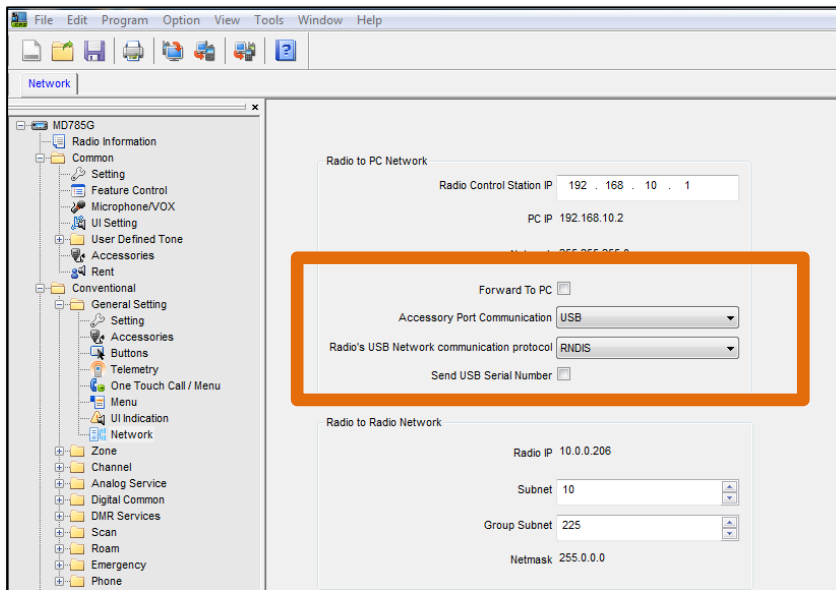 File Edit Program Option View Tools Window Help
Network
x
MD785G
Radio Information
Common
Setting
Feature Control
Microphone/VOX
UI Setting
User Defined Tone
Accessories
Rent
Conventional
General Setting
Setting
Accessories
Buttons
Telemetry
One Touch Call / Menu
Menu
UI Indication
Network
Zone
Channel
Analog Service
Digital Common
DMR Services
Scan
Roam
Emergency
Phone
Radio to PC Network
Radio Control Station IP 192 . 168 . 10 . 1
PC IP 192.168.10.2
Forward To PC
Accessory Port Communication USB
Radio's USB Network communication protocol RNDIS
Send USB Serial Number
Radio to Radio Network
Radio IP 10.0.0.206
Subnet 10
Group Subnet 225
Netmask 255.0.0.0